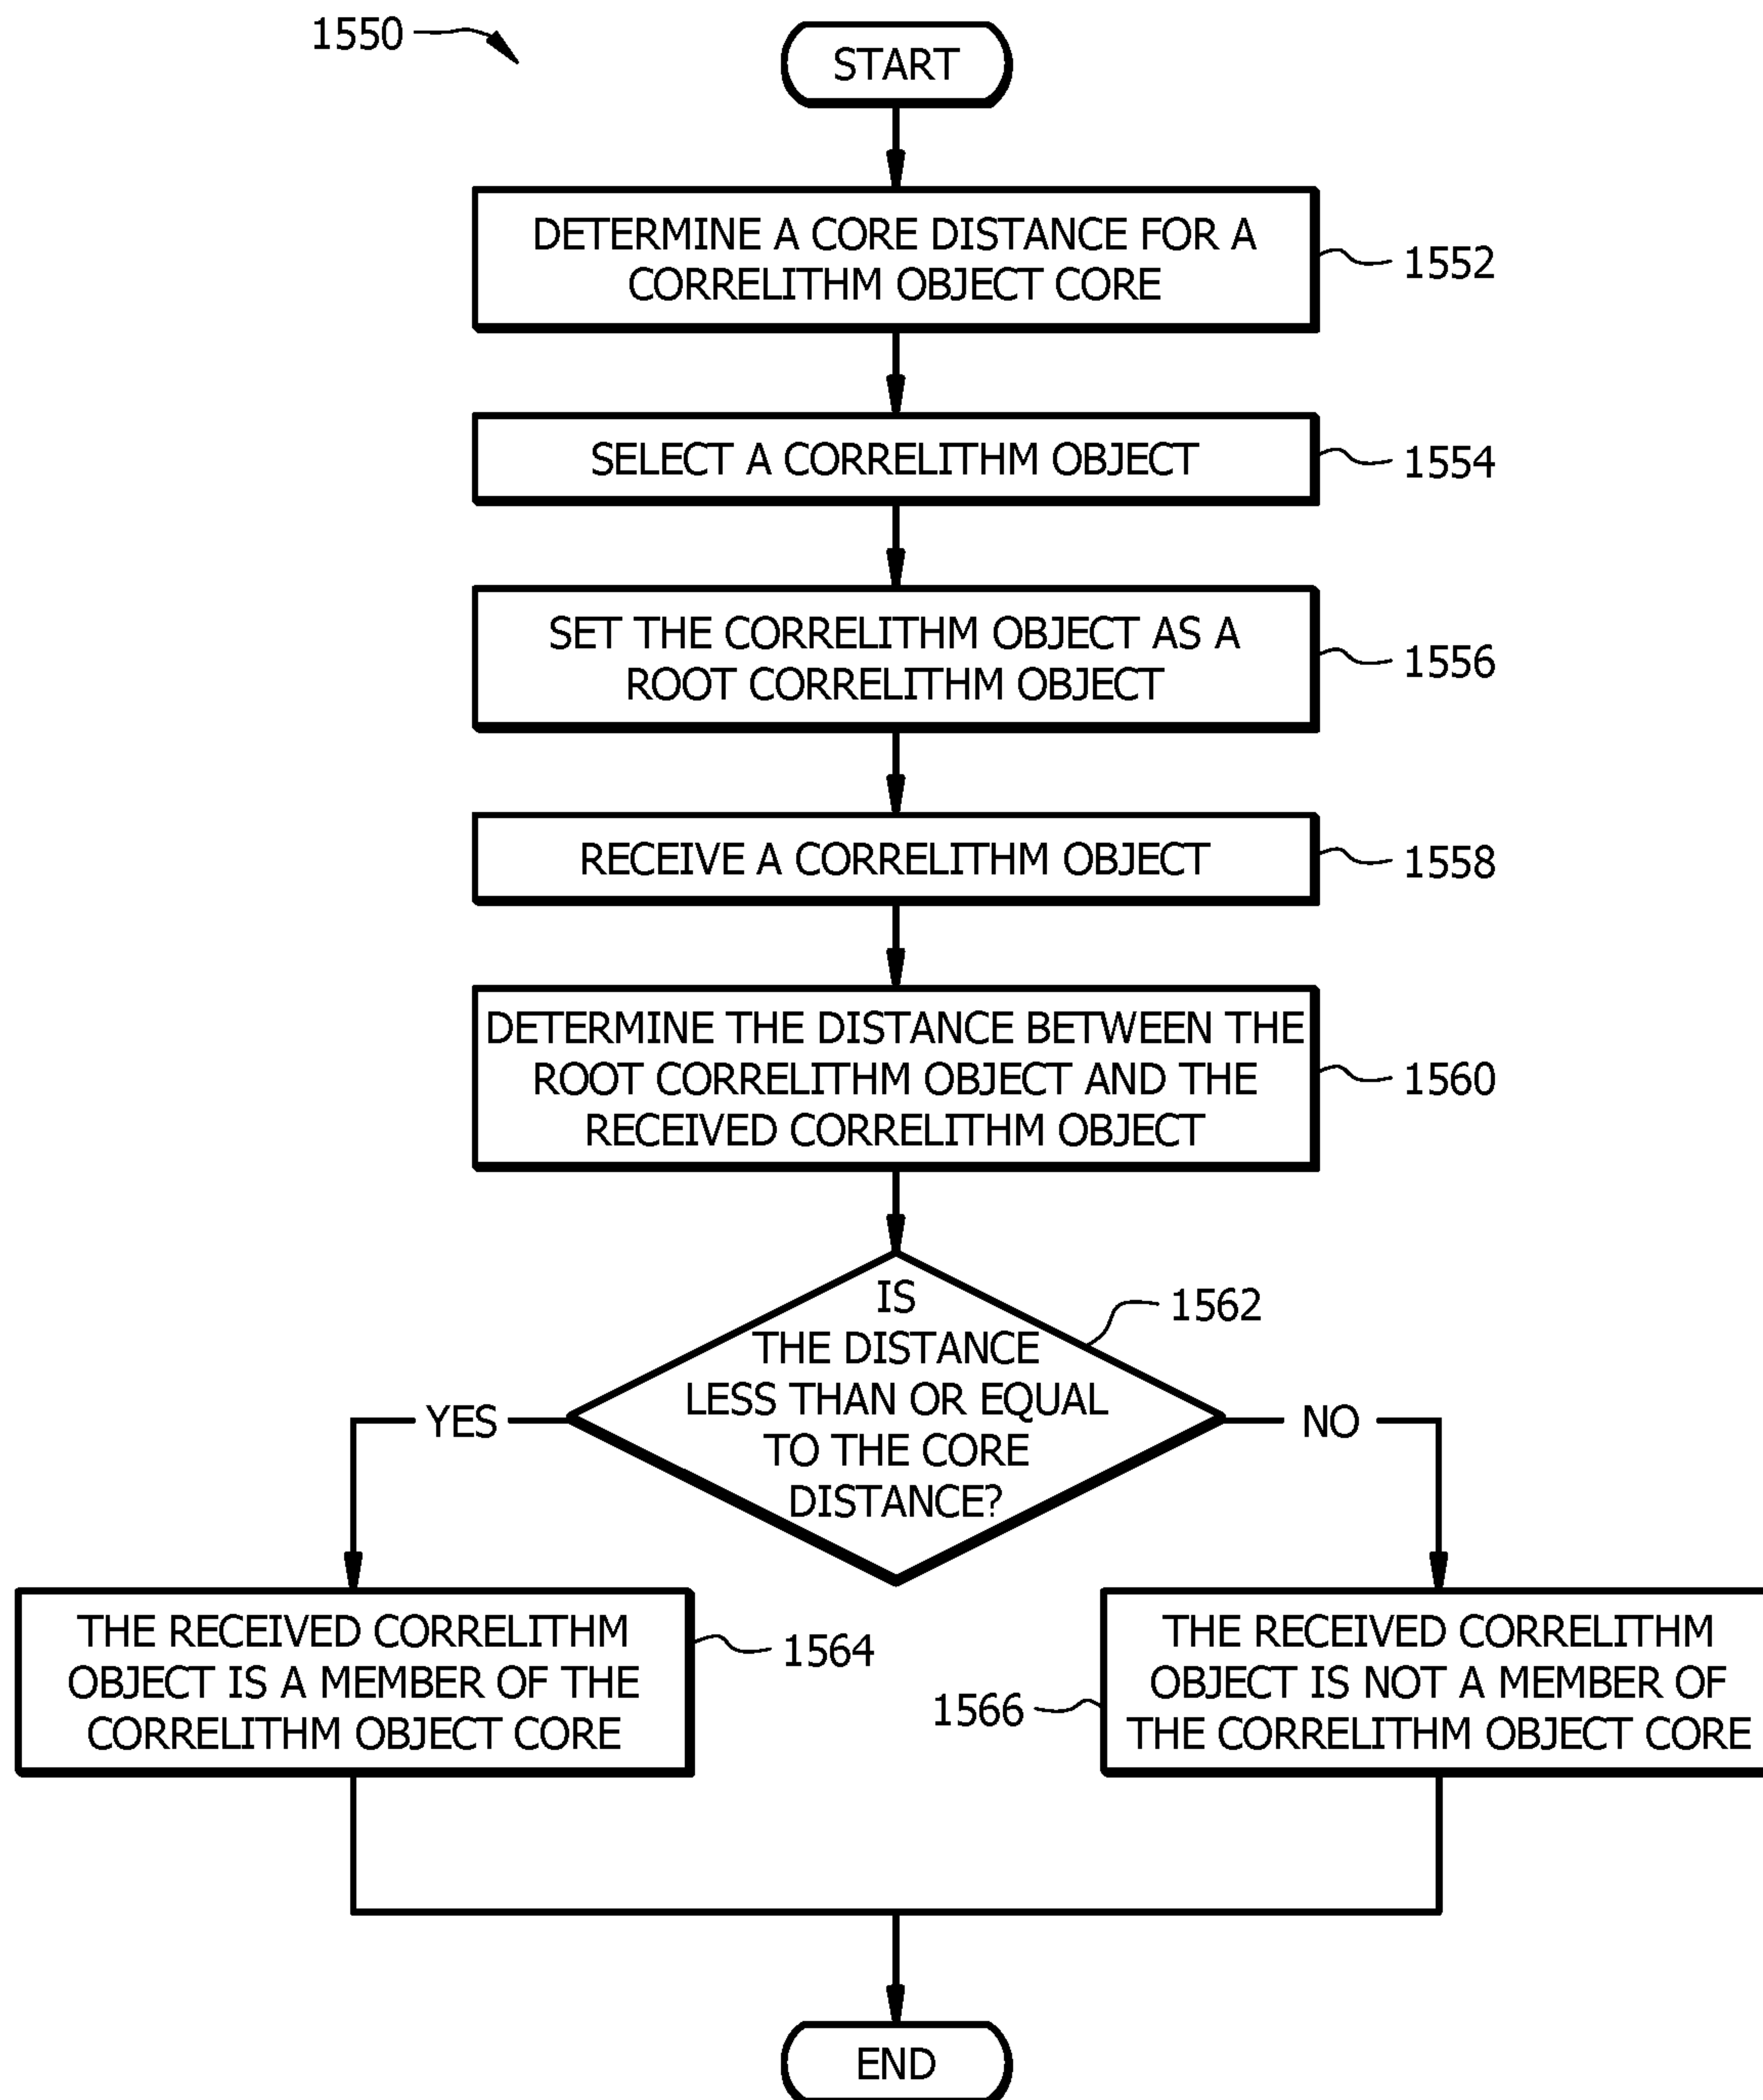 1550
START
DETERMINE A CORE DISTANCE FOR A
CORRELITHM OBJECT CORE
1552
SELECT A CORRELITHM OBJECT
1554
SET THE CORRELITHM OBJECT AS A
ROOT CORRELITHM OBJECT
1556
RECEIVE A CORRELITHM OBJECT
1558
DETERMINE THE DISTANCE BETWEEN THE
ROOT CORRELITHM OBJECT AND THE
RECEIVED CORRELITHM OBJECT
1560
IS
THE DISTANCE
LESS THAN OR EQUAL
TO THE CORE
DISTANCE?
1562
YES
NO
THE RECEIVED CORRELITHM
OBJECT IS A MEMBER OF THE
CORRELITHM OBJECT CORE
1564
THE RECEIVED CORRELITHM
OBJECT IS NOT A MEMBER OF
THE CORRELITHM OBJECT CORE
1566
END